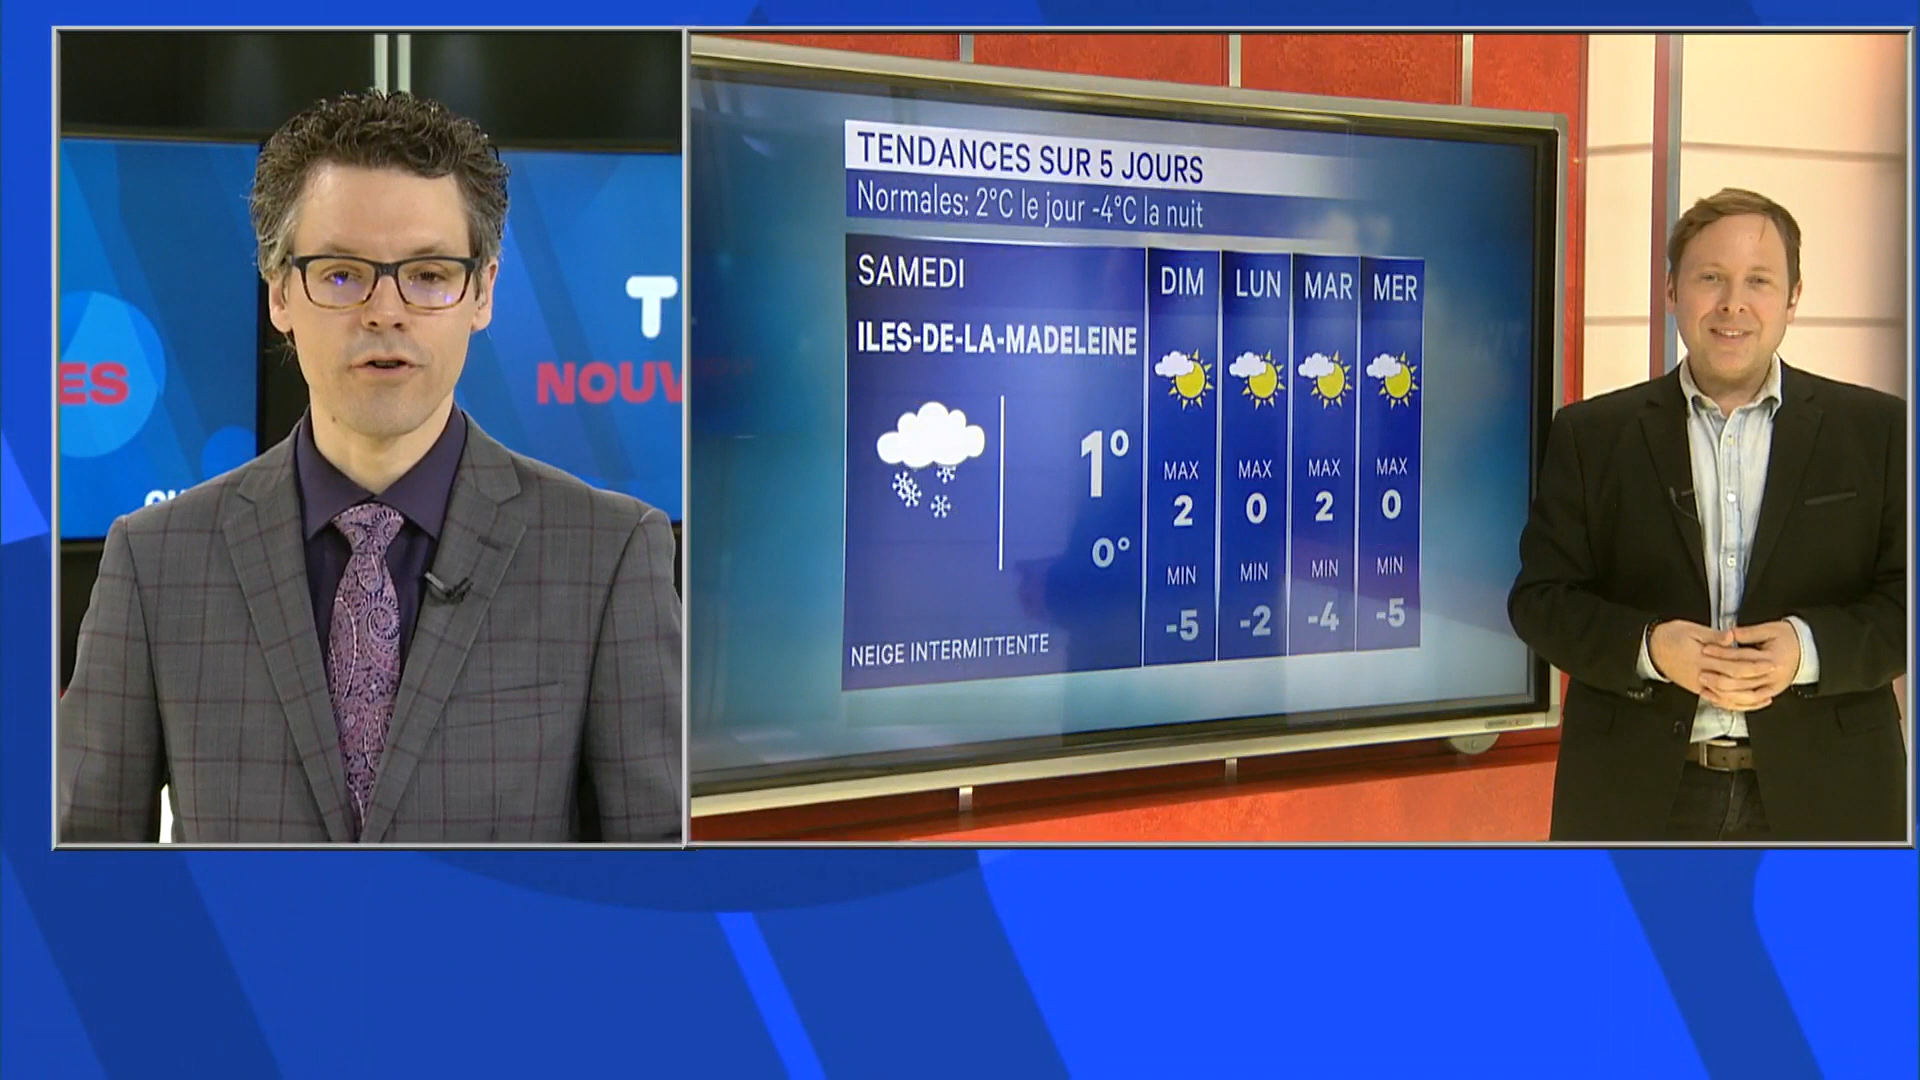 ES
T
NOUV
TENDANCES SUR 5 JOURS
Normales: 2°C le jour -4°C la nuit
SAMEDI
ILES-DE-LA-MADELEINE
1°
0°
NEIGE INTERMITTENTE
DIM LUN MAR MER
MAX MAX MAX MAX
2 0 2 0
MIN MIN MIN MIN
-5 -2 -4 -5